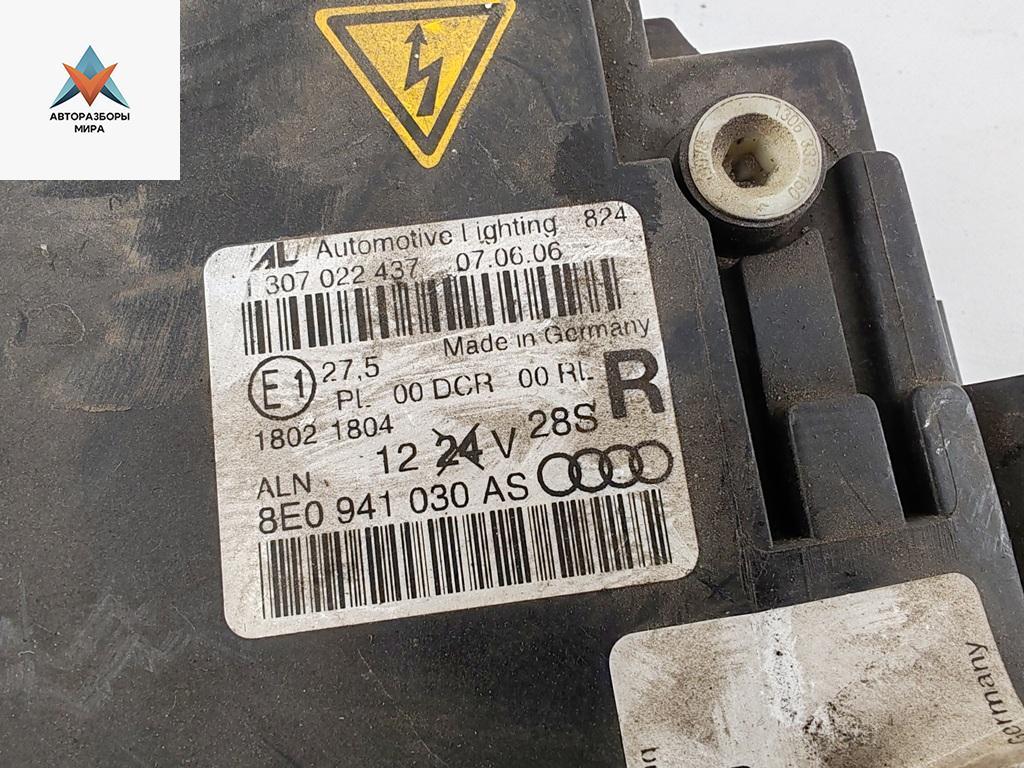 АВТОРАЗБОРЫ
МИРА
AL Automotive Lighting 824
1 307 022 437 07.06.06
Made in Germany
E1 27,5
PL 00 DCR 00 RL R
1802 1804
12 24 V 28S
ALN
8E0 941 030 AS
ermany